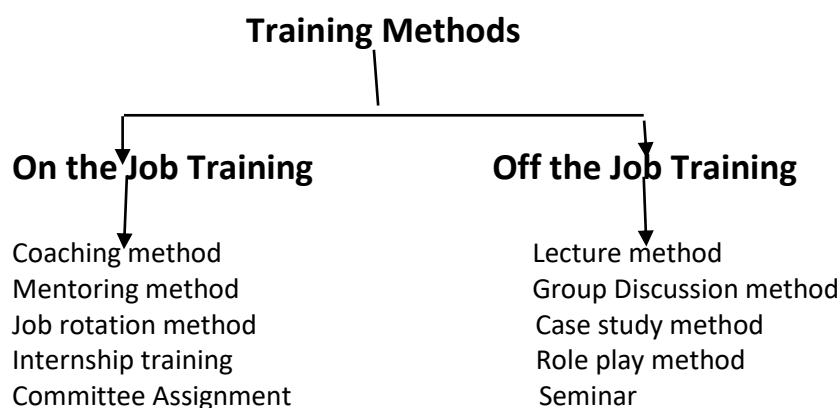 Training Methods
On the Job Training
Off the Job Training
Coaching method
Mentoring method
Job rotation method
Internship training
Committee Assignment
Lecture method
Group Discussion method
Case study method
Role play method
Seminar